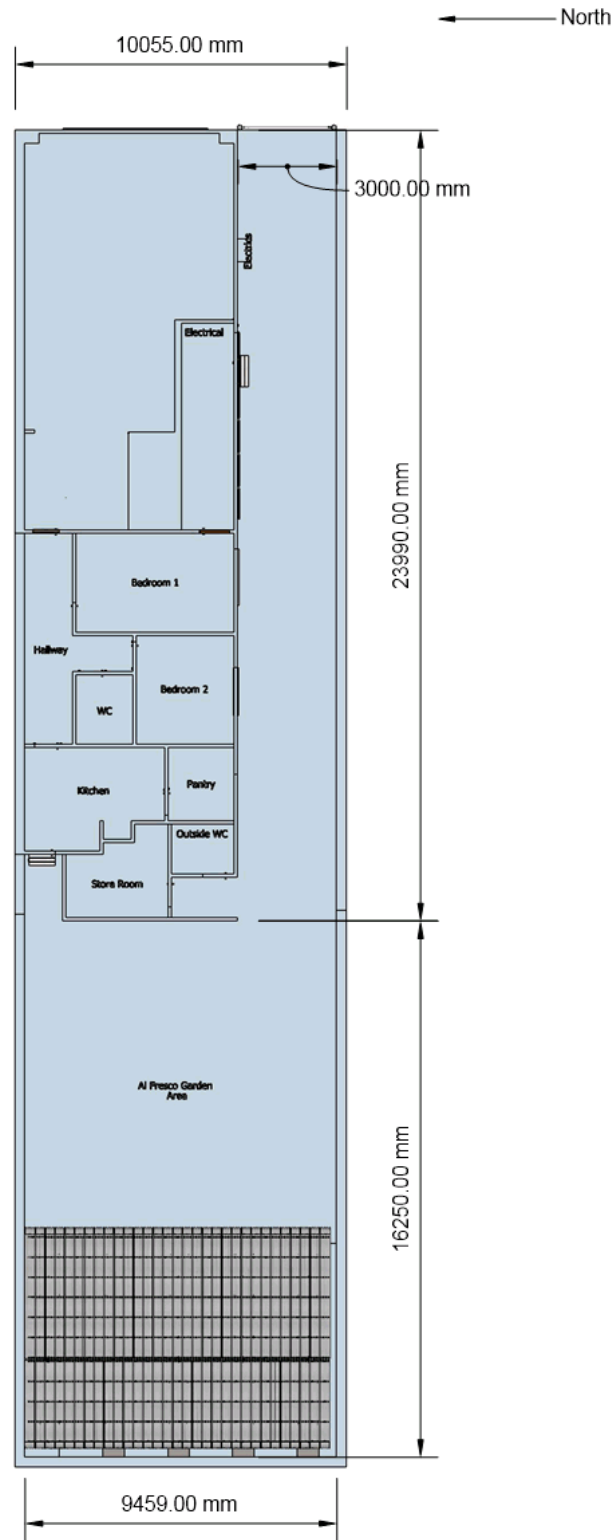 North
10055.00 mm
3000.00 mm
Electrics
Electrical
23990.00 mm
Bedroom 1
Hallway
Bedroom 2
WC
Kitchen
Pantry
Outside WC
Store Room
Al Fresco Garden
Area
16250.00 mm
9459.00 mm